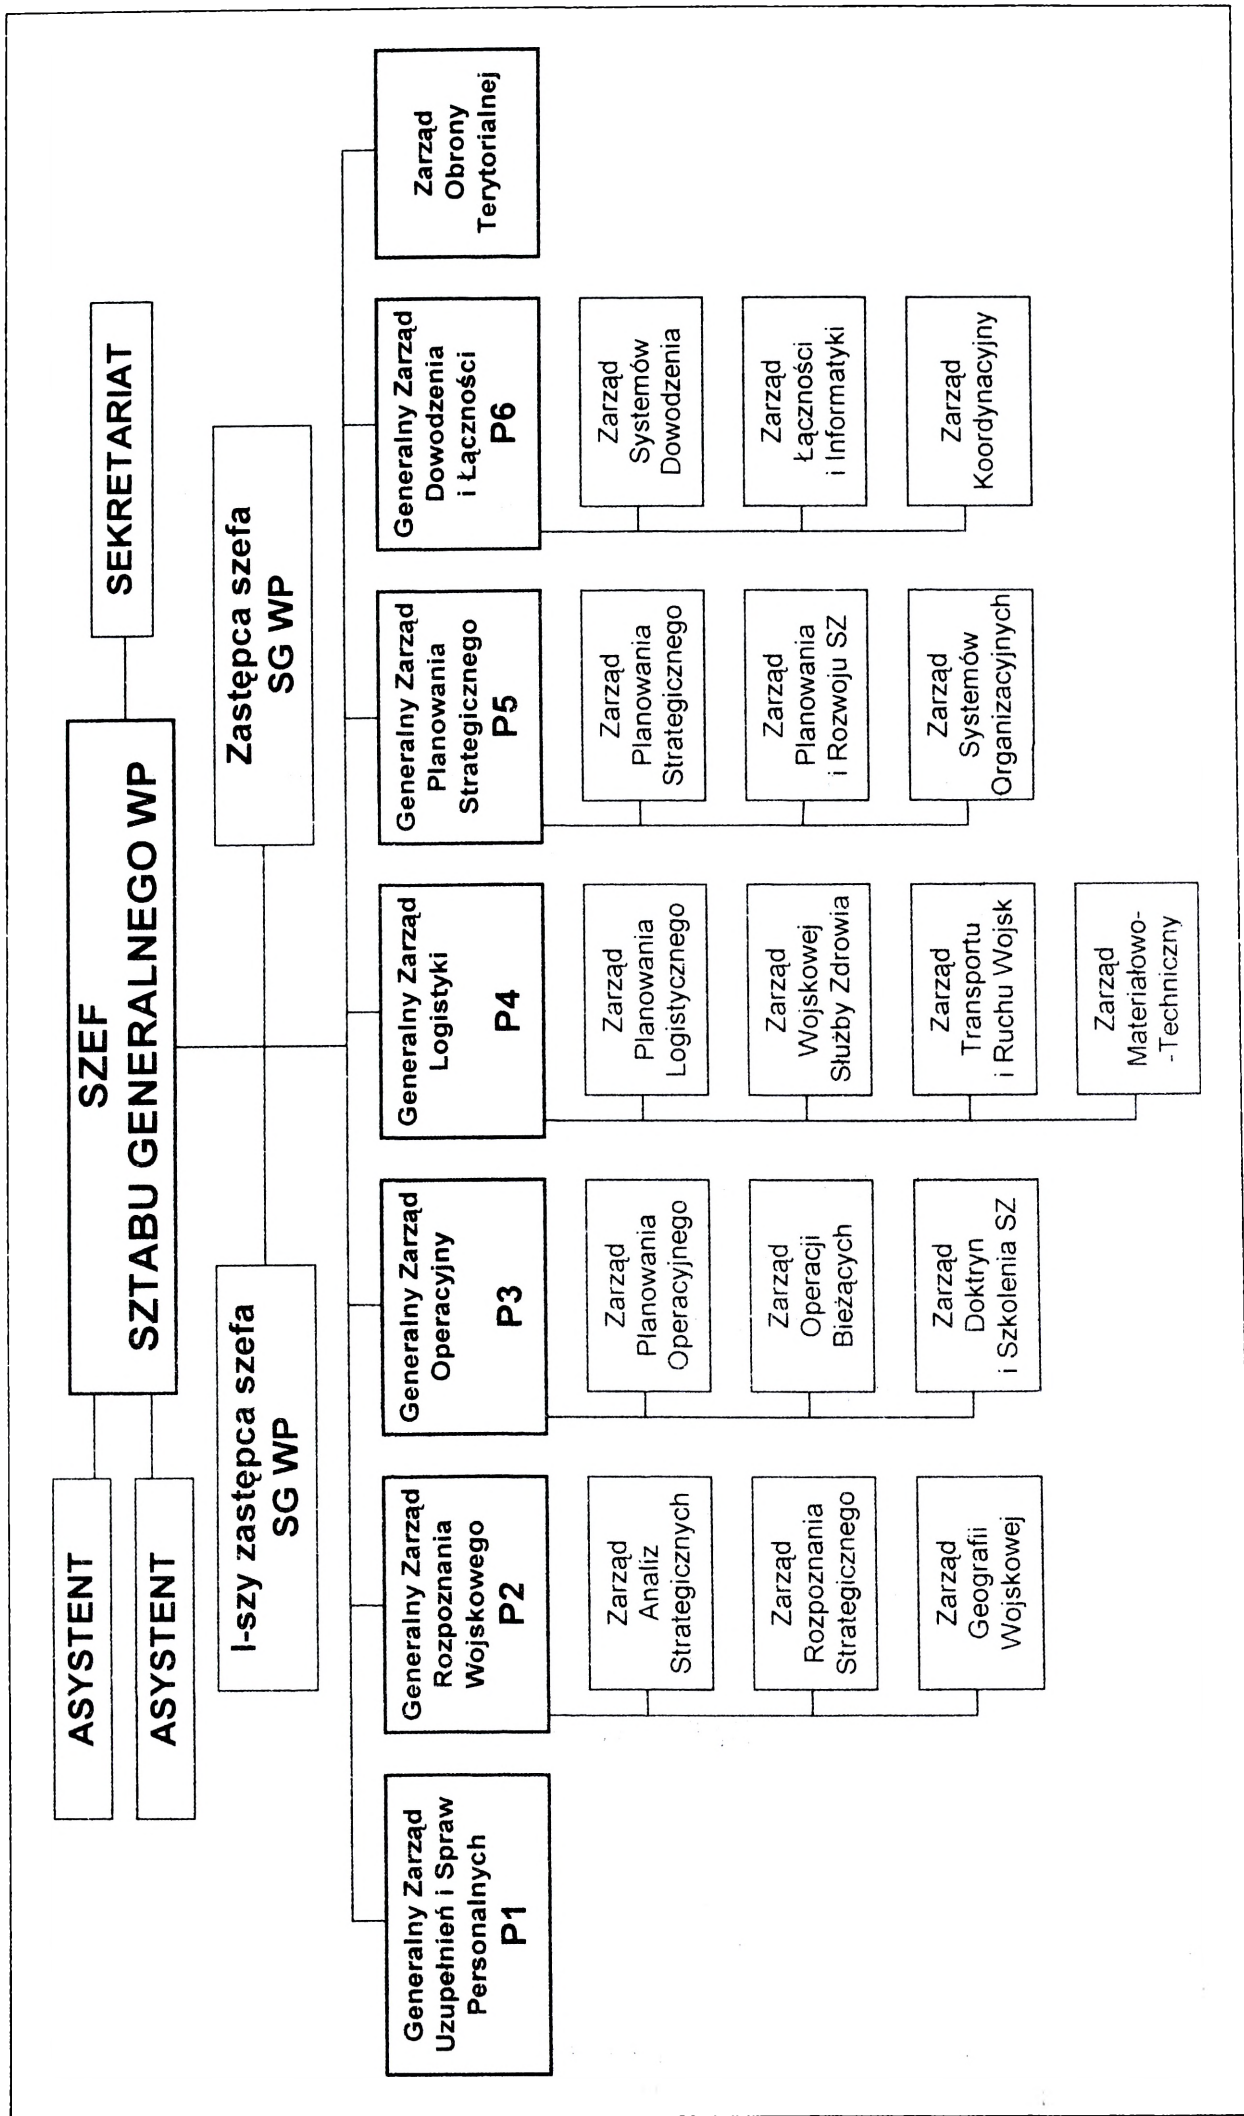 SZEF
SZTABU GENERALNEGO WP
ASYSTENT
ASYSTENT
SEKRETARIAT
I-szy zastępca szefa
SG WP
Zastępca szefa
SG WP
Generalny Zarząd
Uzupełnień i Spraw
Personalnych
P1
Generalny Zarząd
Rozpoznania
Wojskowego
P2
Zarząd
Analiz
Strategicznych
Zarząd
Rozpoznania
Strategicznego
Zarząd
Geografii
Wojskowej
Generalny Zarząd
Operacyjny
P3
Zarząd
Planowania
Operacyjnego
Zarząd
Operacji
Bieżących
Zarząd
Doktryn
i Szkolenia SZ
Generalny Zarząd
Logistyki
P4
Zarząd
Planowania
Logistycznego
Zarząd
Wojskowej
Służby Zdrowia
Zarząd
Transportu
i Ruchu Wojsk
Zarząd
Materiałowo-
-Techniczny
Generalny Zarząd
Planowania
Strategicznego
P5
Zarząd
Planowania
Strategicznego
Zarząd
Planowania
i Rozwoju SZ
Zarząd
Systemów
Organizacyjnych
Generalny Zarząd
Dowodzenia
i Łączności
P6
Zarząd
Systemów
Dowodzenia
Zarząd
Łączności
i Informatyki
Zarząd
Koordynacyjny
Zarząd
Obrony
Terytorialnej